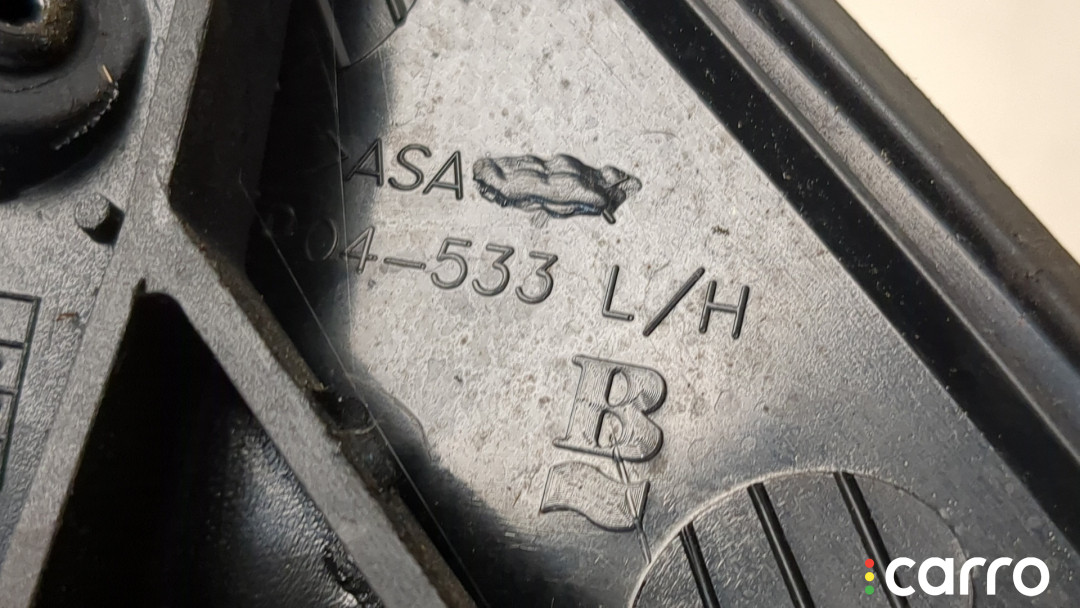 >ASA
204-533 L/H
B
carro